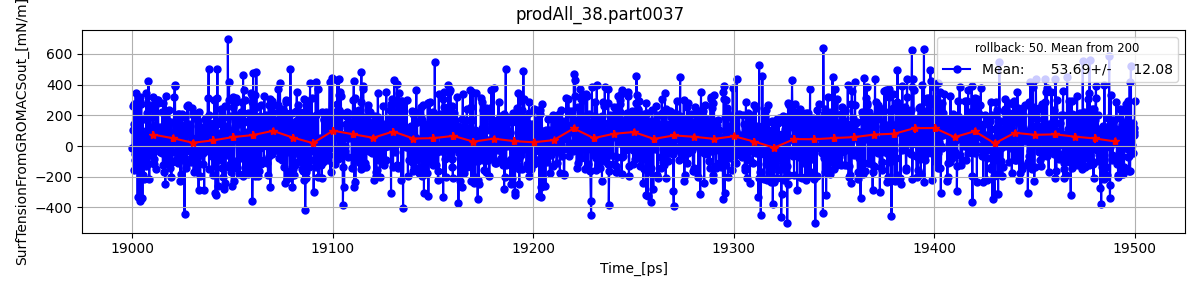 prodAll_38.part0037
SurfTensionFromGROMACSout_[mN/m]
600
400
200
0
−200
−400
rollback: 50. Mean from 200
Mean: 53.69+/- 12.08
19000 19100 19200 19300 19400 19500
Time_[ps]